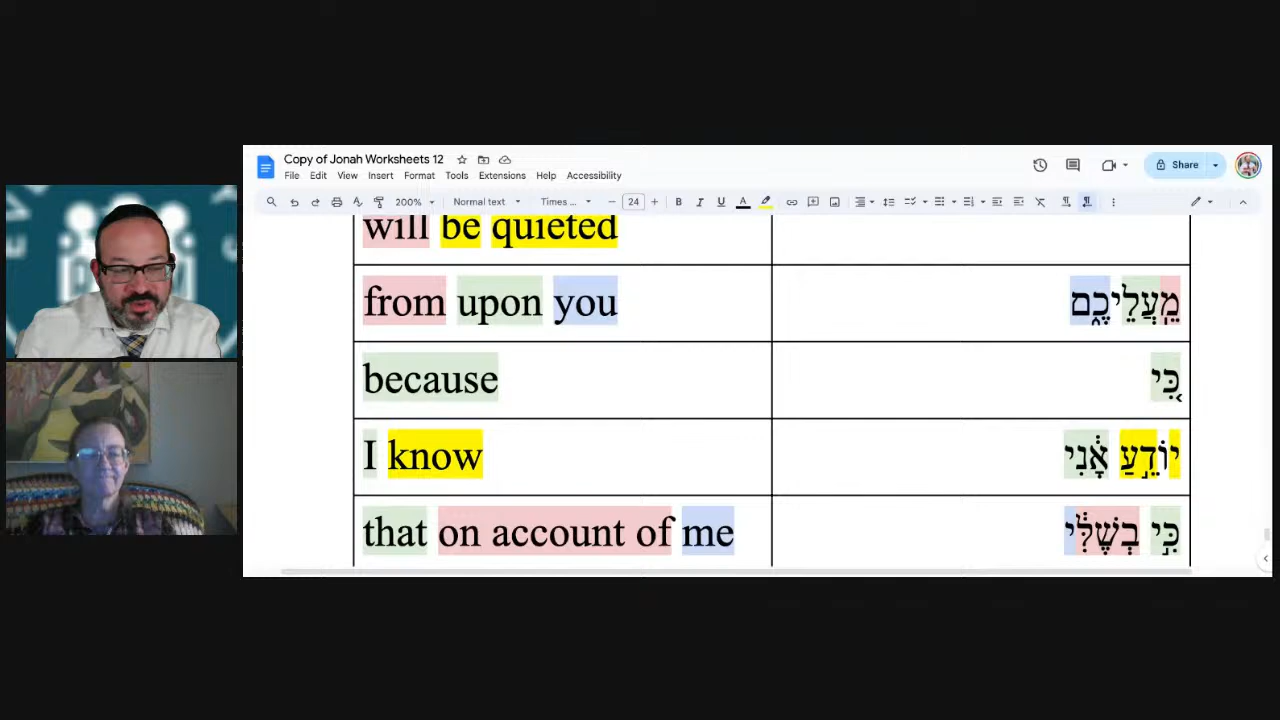 Copy of Jonah Worksheets 12
File Edit View Insert Format Tools Extensions Help Accessibility
Share
200% Normal text Times ... 24 B I U A
will be quieted
from upon you מֵֽעֲלֵיכֶ֑ם
because כִּ֚י
I know יוֹדֵ֣עַ אָ֔נִי
that on account of me כִּ֣י בְשֶׁלִּ֔י